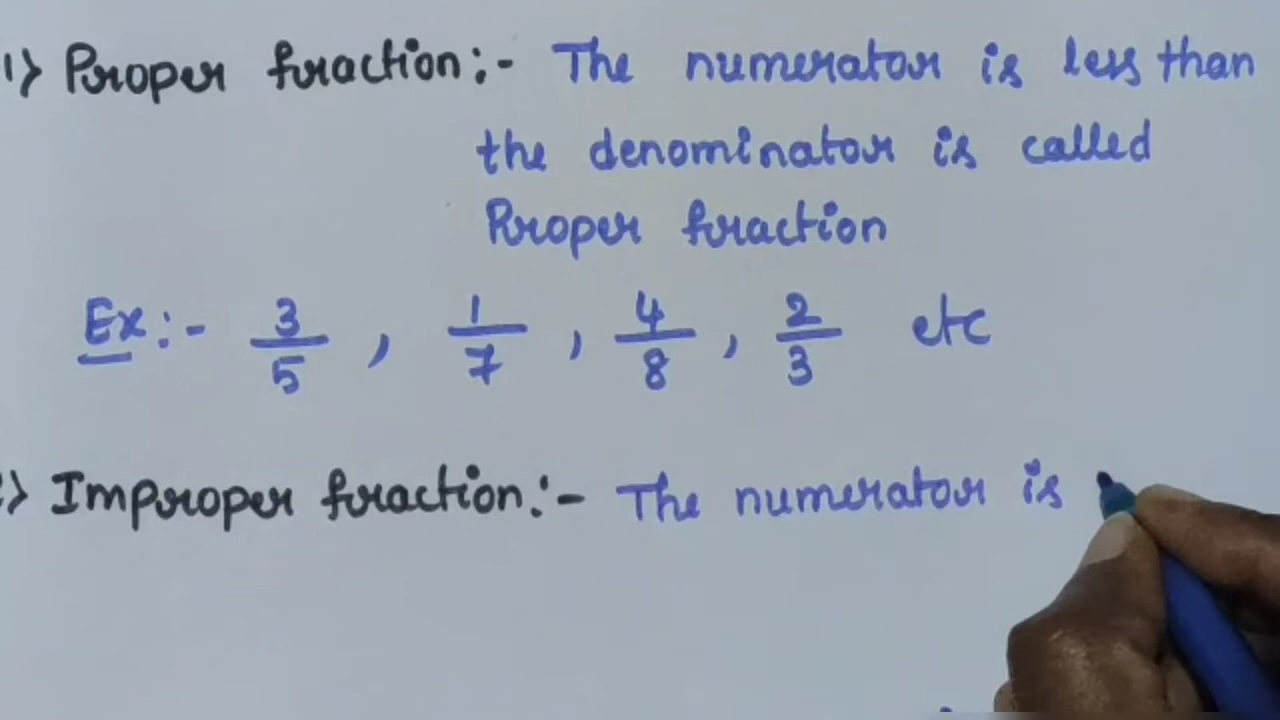 1) Proper fraction:- The numerator is less than
the denominator is called
Proper fraction
Ex:- 3/5 , 1/7 , 4/8 , 2/3 etc
) Improper fraction:- The numerator is